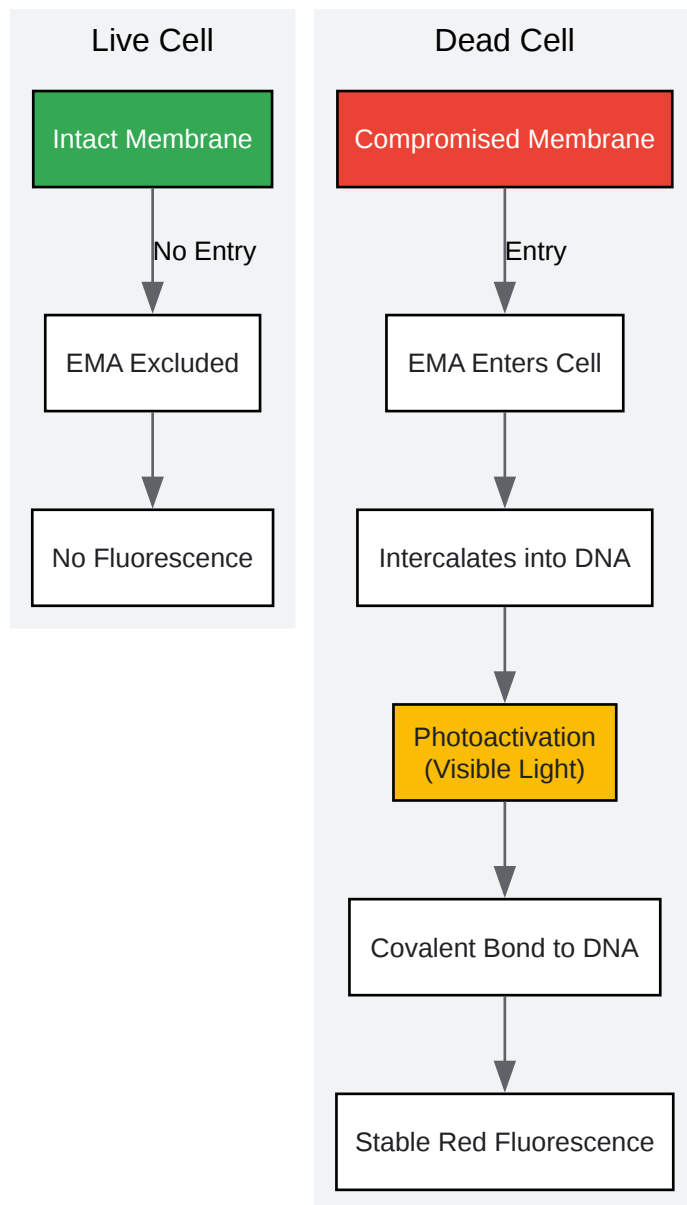 Live Cell
Intact Membrane
No Entry
EMA Excluded
No Fluorescence
Dead Cell
Compromised Membrane
Entry
EMA Enters Cell
Intercalates into DNA
Photoactivation
(Visible Light)
Covalent Bond to DNA
Stable Red Fluorescence